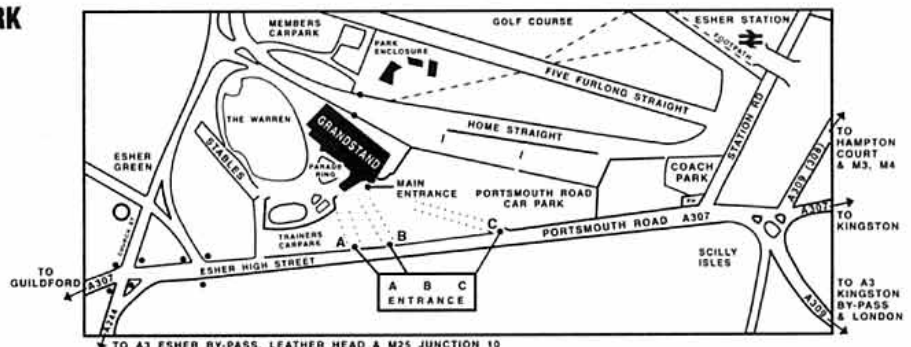 RK
MEMBERS
CARPARK
GOLF COURSE
ESHER STATION
FOOTPATH
PARK
ENCLOSURE
FIVE FURLONG STRAIGHT
THE WARREN
GRANDSTAND
HOME STRAIGHT
STATION RD
A309 (308)
TO
HAMPTON
COURT
& M3, M4
ESHER
GREEN
STABLES
PARADE
RING
MAIN
ENTRANCE
PORTSMOUTH ROAD
CAR PARK
COACH
PARK
A307
TO
KINGSTON
CHURCH ST
TRAINERS
CARPARK
A
B
C
PORTSMOUTH ROAD A307
SCILLY
ISLES
TO
GUILDFORD
A307
ESHER HIGH STREET
A B C
ENTRANCE
TO A3
KINGSTON
BY-PASS
& LONDON
A309
A244
TO A3 ESHER BY-PASS, LEATHER HEAD & M25 JUNCTION 10